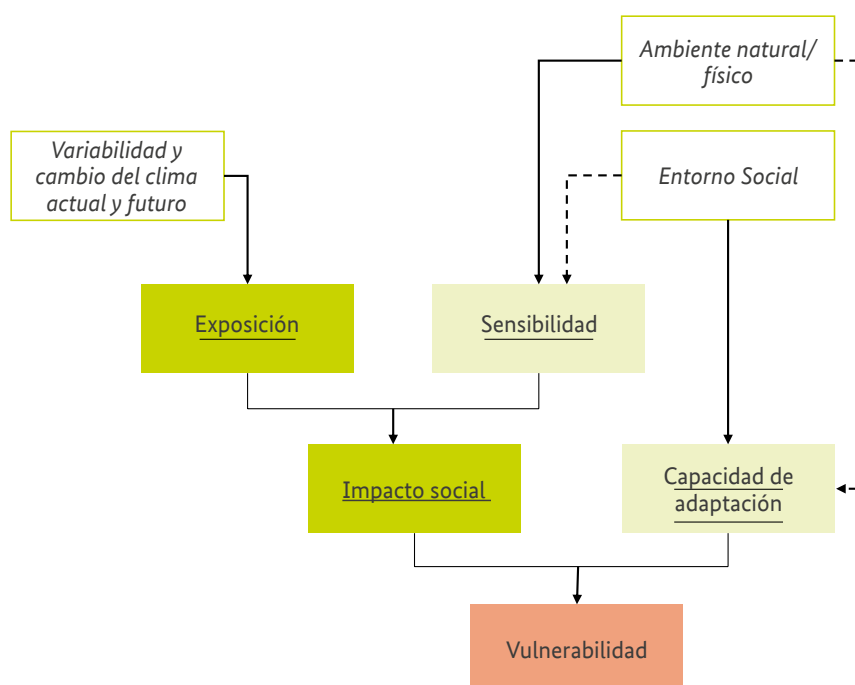 Ambiente natural/
físico
Variabilidad y
cambio del clima
actual y futuro
Entorno Social
Exposición
Sensibilidad
Impacto social
Capacidad de
adaptación
Vulnerabilidad